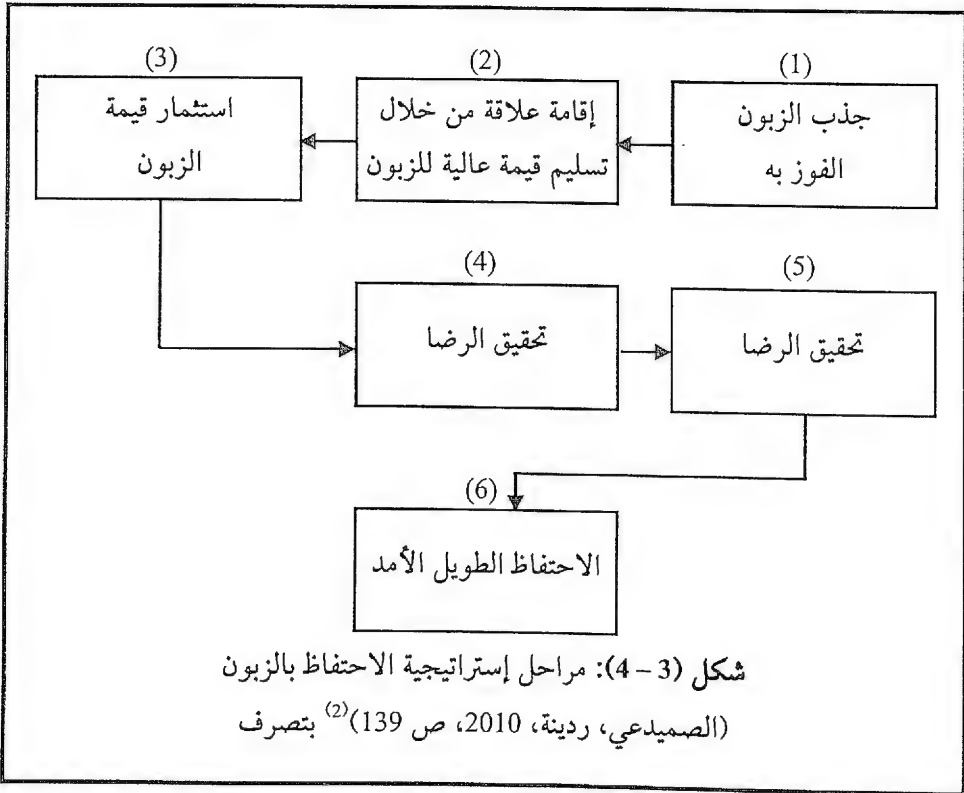 (1)
جذب الزبون
الفوز به
(2)
إقامة علاقة من خلال
تسليم قيمة عالية للزبون
(3)
استثمار قيمة
الزبون
(4)
تحقيق الرضا
(5)
تحقيق الرضا
(6)
الاحتفاظ الطويل الأمد
شكل (3 – 4): مراحل إستراتيجية الاحتفاظ بالزبون
(الصميدعي، ردينة، 2010، ص 139)(2) بتصرف